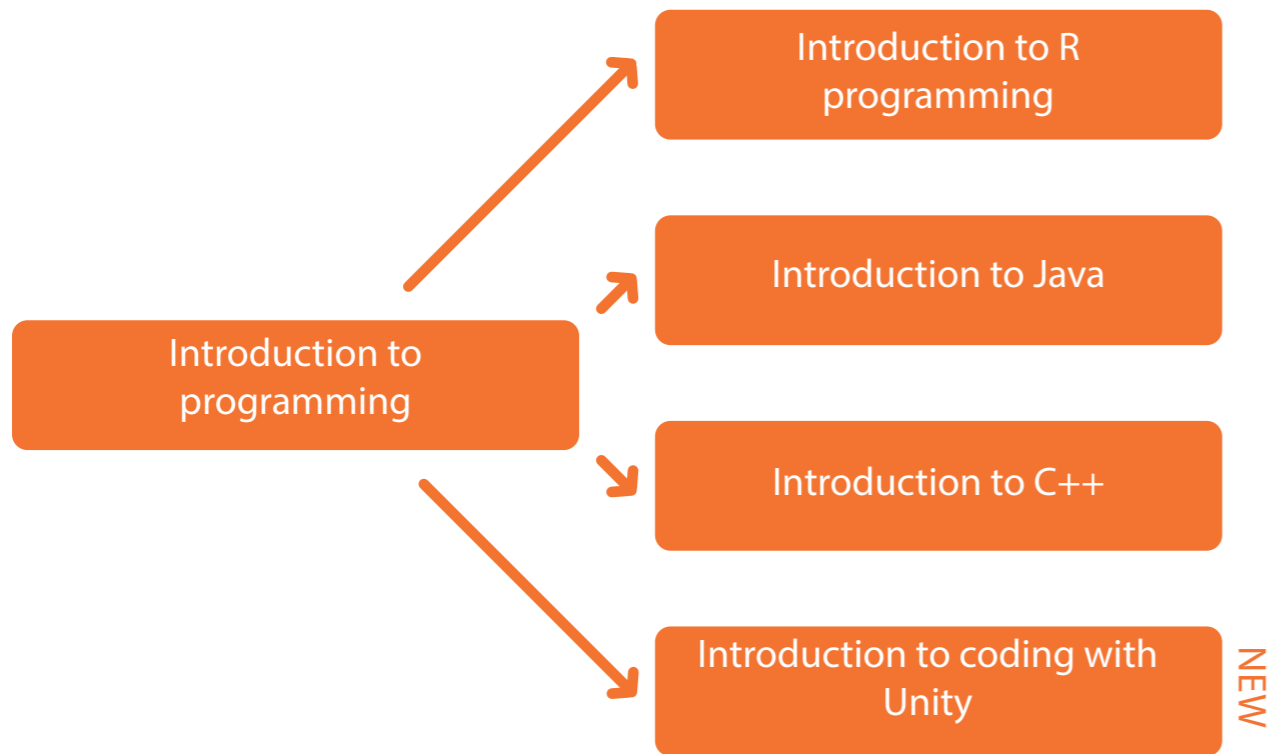 Introduction to R
programming
Introduction to Java
Introduction to
programming
Introduction to C++
Introduction to coding with
Unity
NEW